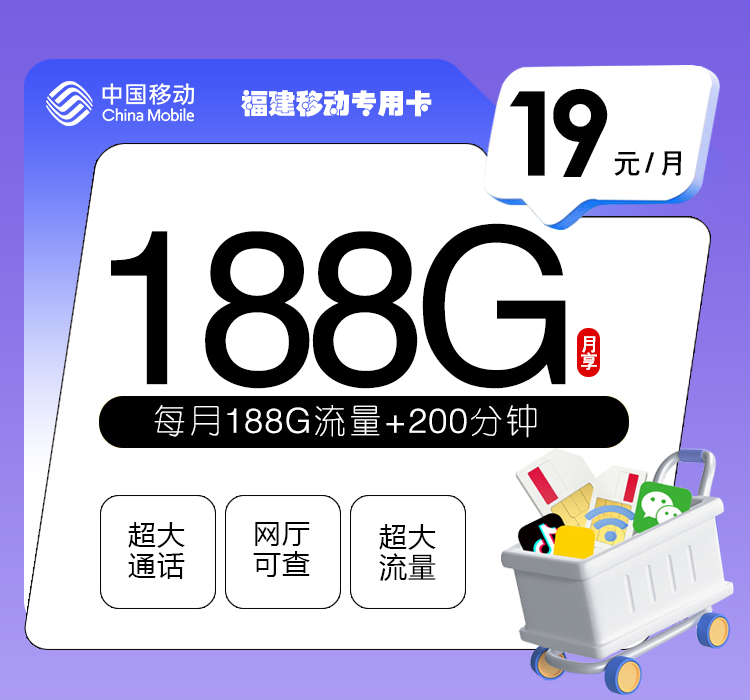 中国移动
China Mobile
福建移动专用卡
19元/月
188G
月享
每月188G流量+200分钟
超大
通话
网厅
可查
超大
流量